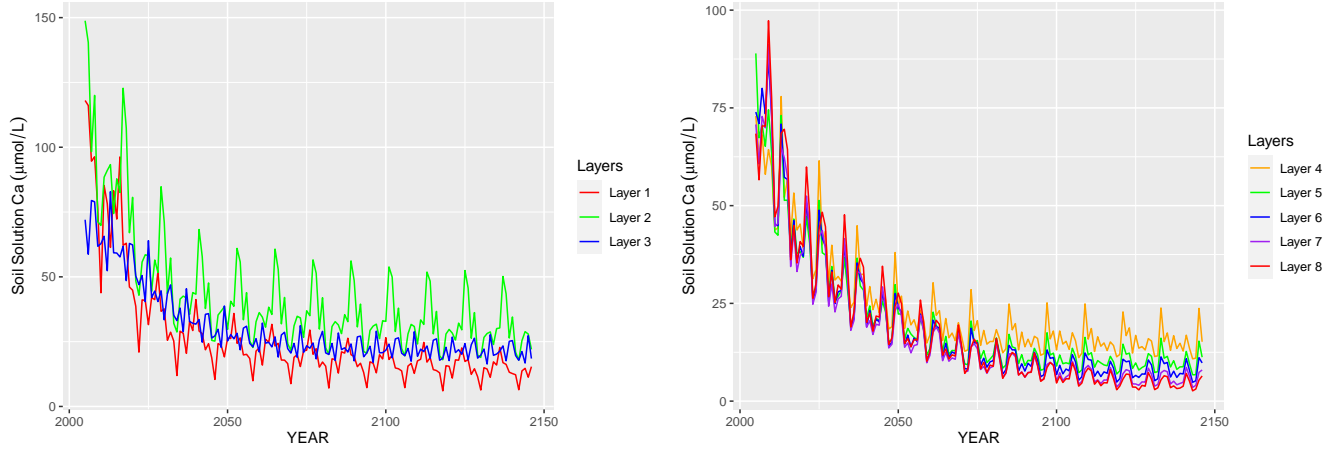 Soil Solution Ca (μmol/L)
150
100
50
0
2000
2050
2100
2150
YEAR
Layers
Layer 1
Layer 2
Layer 3
Soil Solution Ca (μmol/L)
100
75
50
25
0
2000
2050
2100
2150
YEAR
Layers
Layer 4
Layer 5
Layer 6
Layer 7
Layer 8